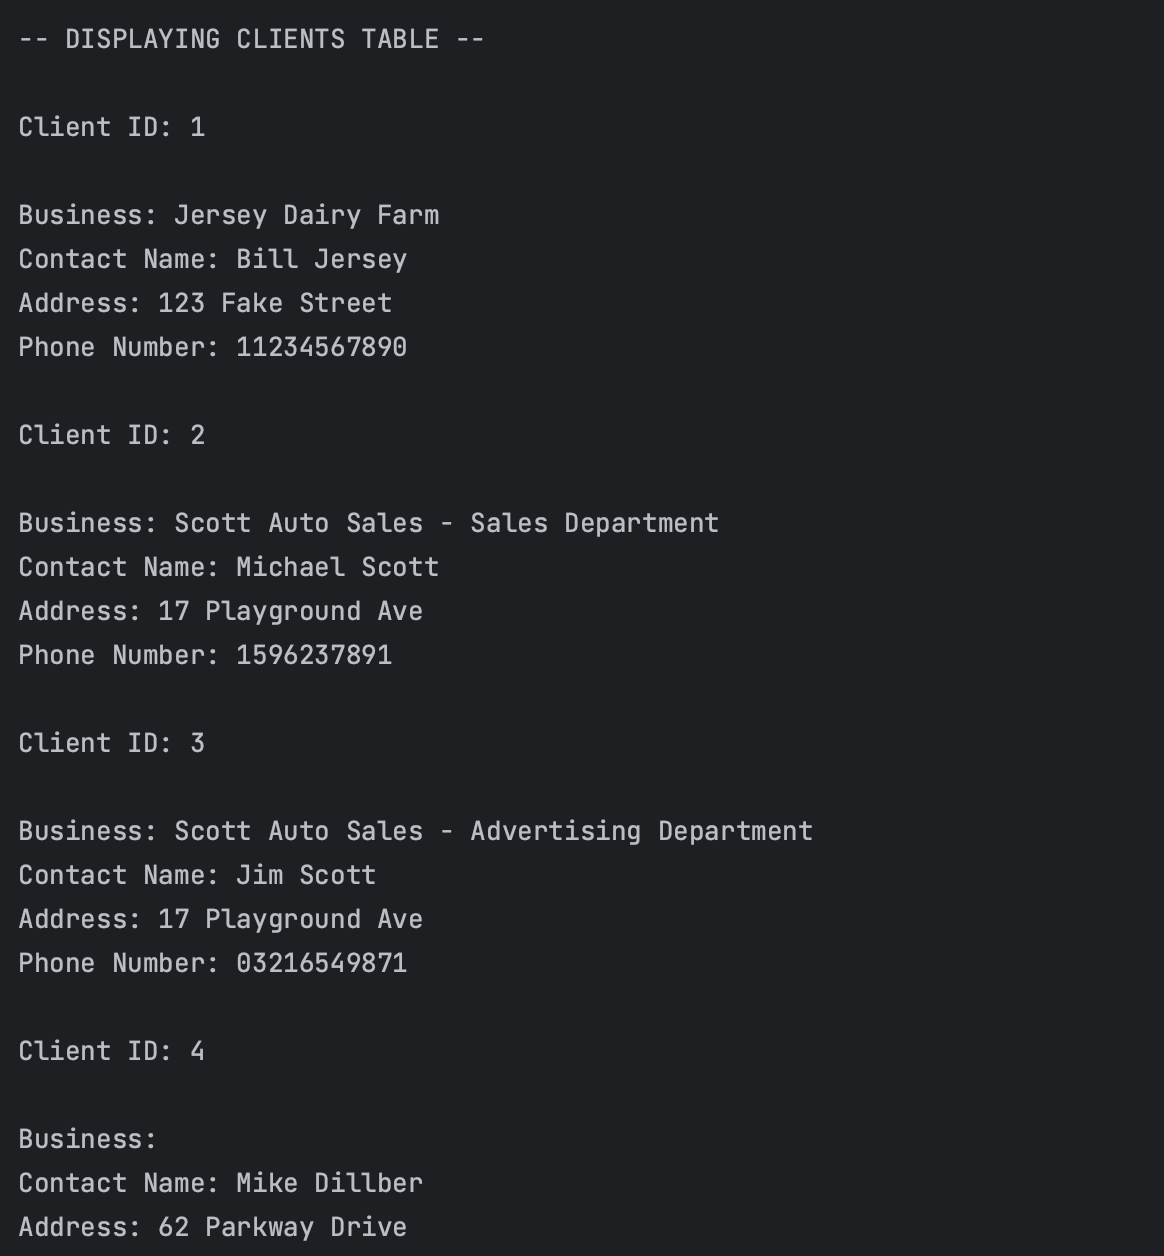 -- DISPLAYING CLIENTS TABLE --
Client ID: 1
Business: Jersey Dairy Farm
Contact Name: Bill Jersey
Address: 123 Fake Street
Phone Number: 11234567890
Client ID: 2
Business: Scott Auto Sales - Sales Department
Contact Name: Michael Scott
Address: 17 Playground Ave
Phone Number: 1596237891
Client ID: 3
Business: Scott Auto Sales - Advertising Department
Contact Name: Jim Scott
Address: 17 Playground Ave
Phone Number: 03216549871
Client ID: 4
Business:
Contact Name: Mike Dillber
Address: 62 Parkway Drive